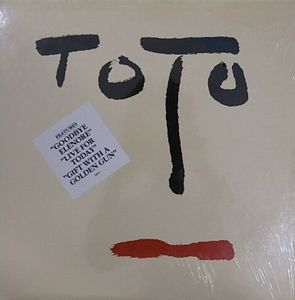 TOTO
FEATURES
"GOODBYE
ELENORE"
"LIVE FOR
TODAY"
"GIFT WITH A
GOLDEN GUN"